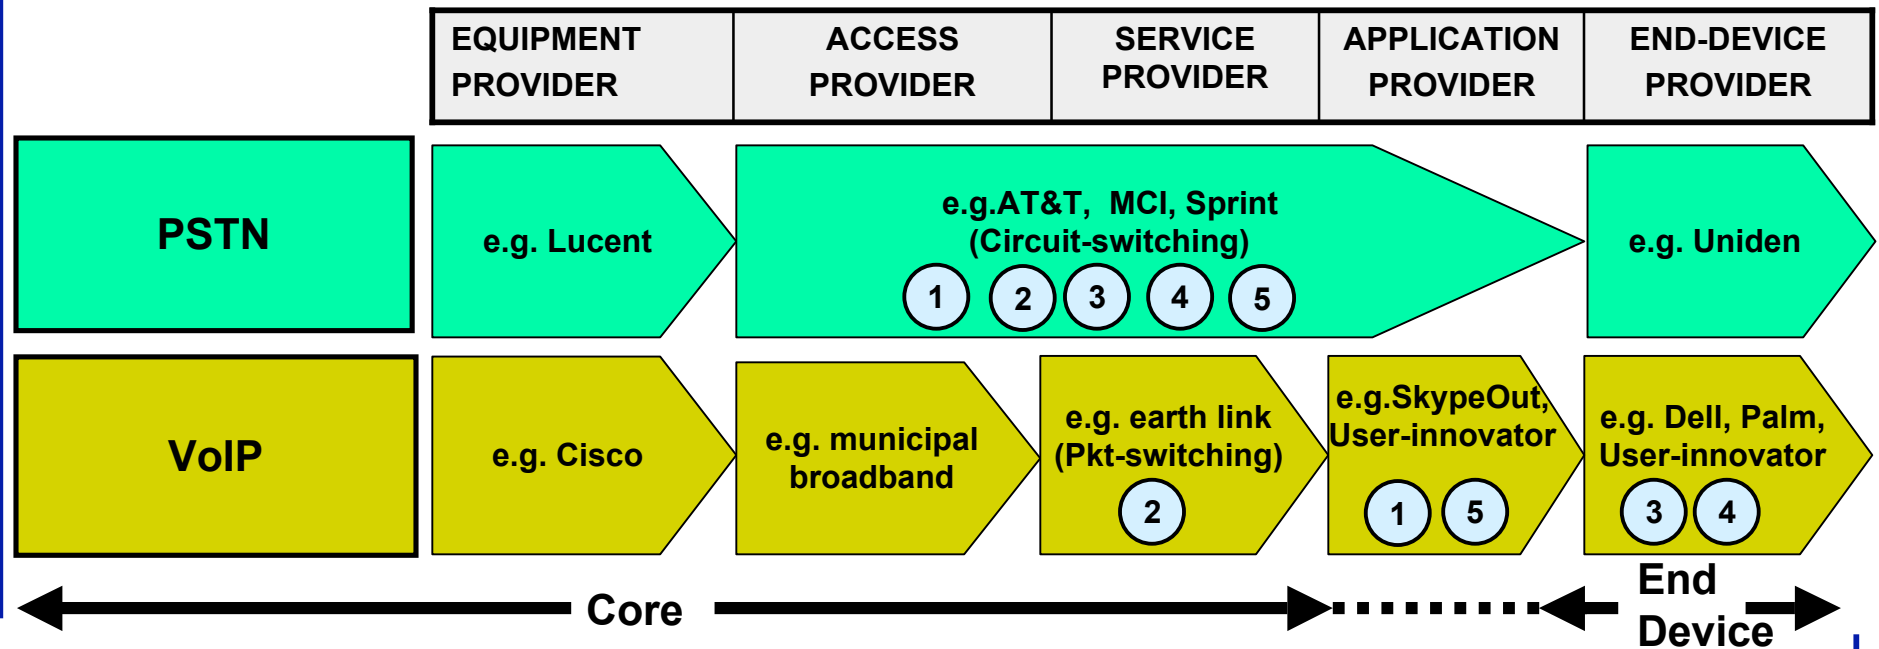 EQUIPMENT
PROVIDER
ACCESS
PROVIDER
SERVICE
PROVIDER
APPLICATION
PROVIDER
END-DEVICE
PROVIDER
PSTN
e.g. Lucent
e.g.AT&T, MCI, Sprint
(Circuit-switching)
1 2 3 4 5
e.g. Uniden
VoIP
e.g. Cisco
e.g. municipal
broadband
e.g. earth link
(Pkt-switching)
2
e.g.SkypeOut,
User-innovator
1 5
e.g. Dell, Palm,
User-innovator
3 4
Core
End
Device